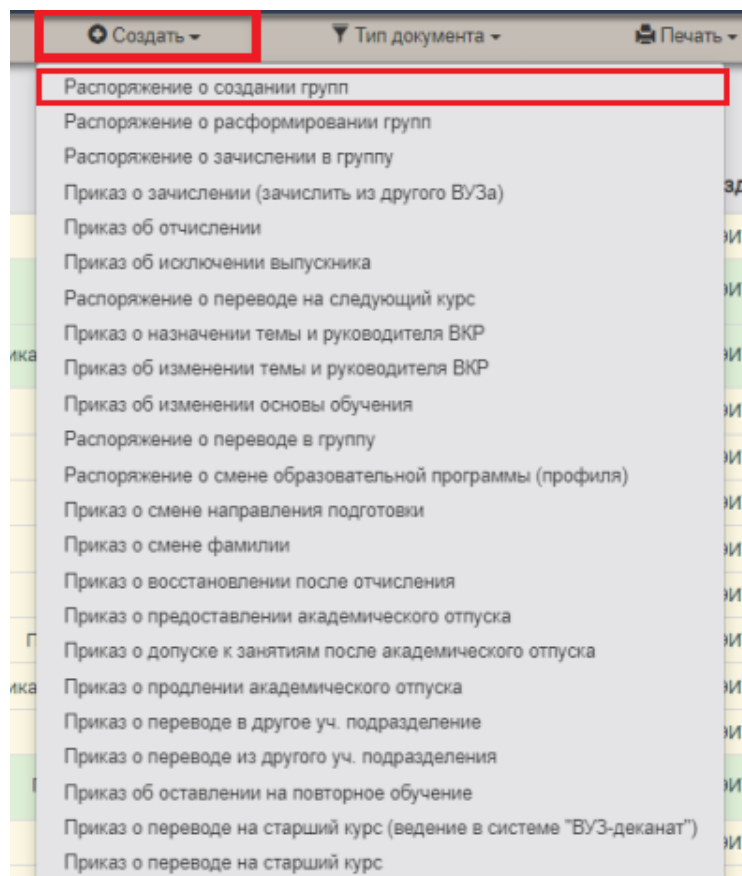 Создать
Тип документа
Печать
Распоряжение о создании групп
Распоряжение о расформировании групп
Распоряжение о зачислении в группу
Приказ о зачислении (зачислить из другого ВУЗа)
Приказ об отчислении
Приказ об исключении выпускника
Распоряжение о переводе на следующий курс
Приказ о назначении темы и руководителя ВКР
Приказ об изменении темы и руководителя ВКР
Приказ об изменении основы обучения
Распоряжение о переводе в группу
Распоряжение о смене образовательной программы (профиля)
Приказ о смене направления подготовки
Приказ о смене фамилии
Приказ о восстановлении после отчисления
Приказ о предоставлении академического отпуска
Приказ о допуске к занятиям после академического отпуска
Приказ о продлении академического отпуска
Приказ о переводе в другое уч. подразделение
Приказ о переводе из другого уч. подразделения
Приказ об оставлении на повторное обучение
Приказ о переводе на старший курс (ведение в системе "ВУЗ-деканат")
Приказ о переводе на старший курс